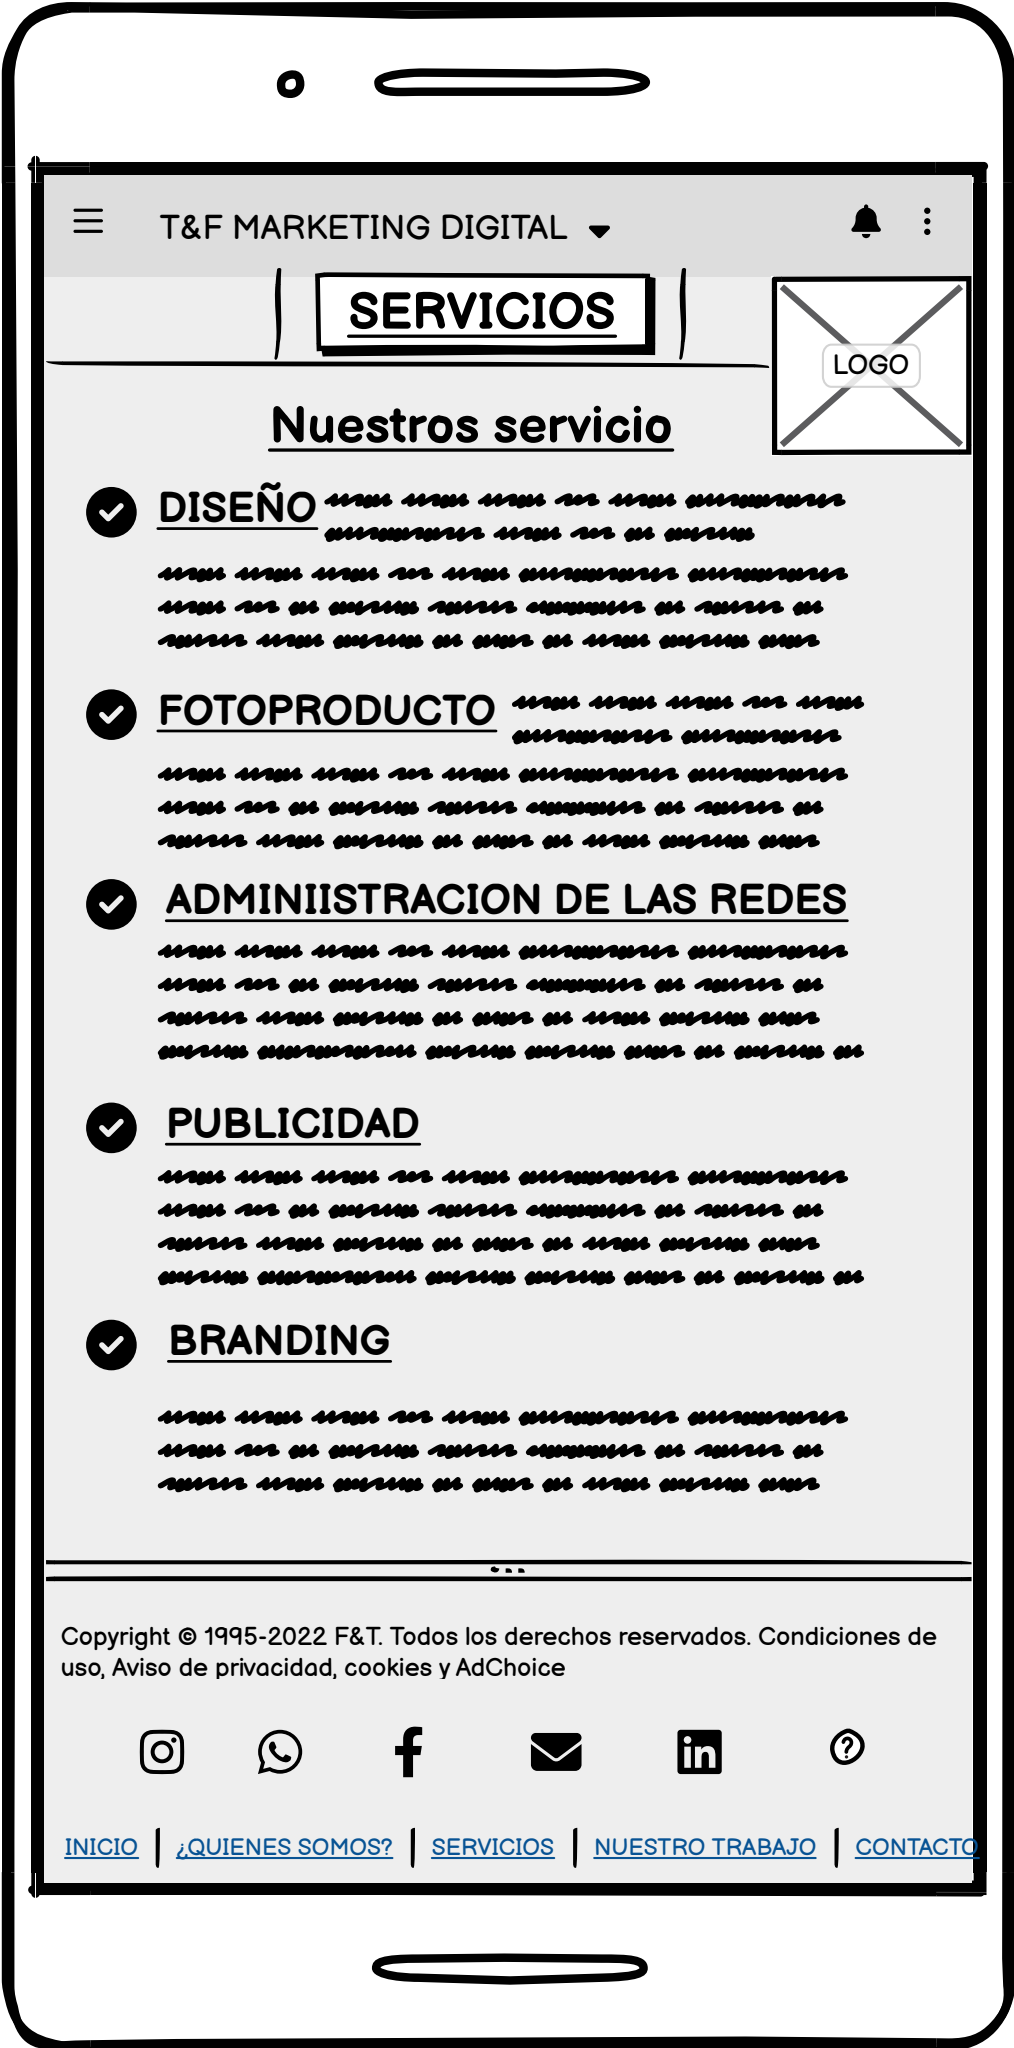 T&F MARKETING DIGITAL
SERVICIOS
LOGO
Nuestros servicio
DISEÑO
FOTOPRODUCTO
ADMINIISTRACION DE LAS REDES
PUBLICIDAD
BRANDING
Copyright © 1995-2022 F&T. Todos los derechos reservados. Condiciones de
uso, Aviso de privacidad, cookies y AdChoice
INICIO ¿QUIENES SOMOS? SERVICIOS NUESTRO TRABAJO CONTACTO